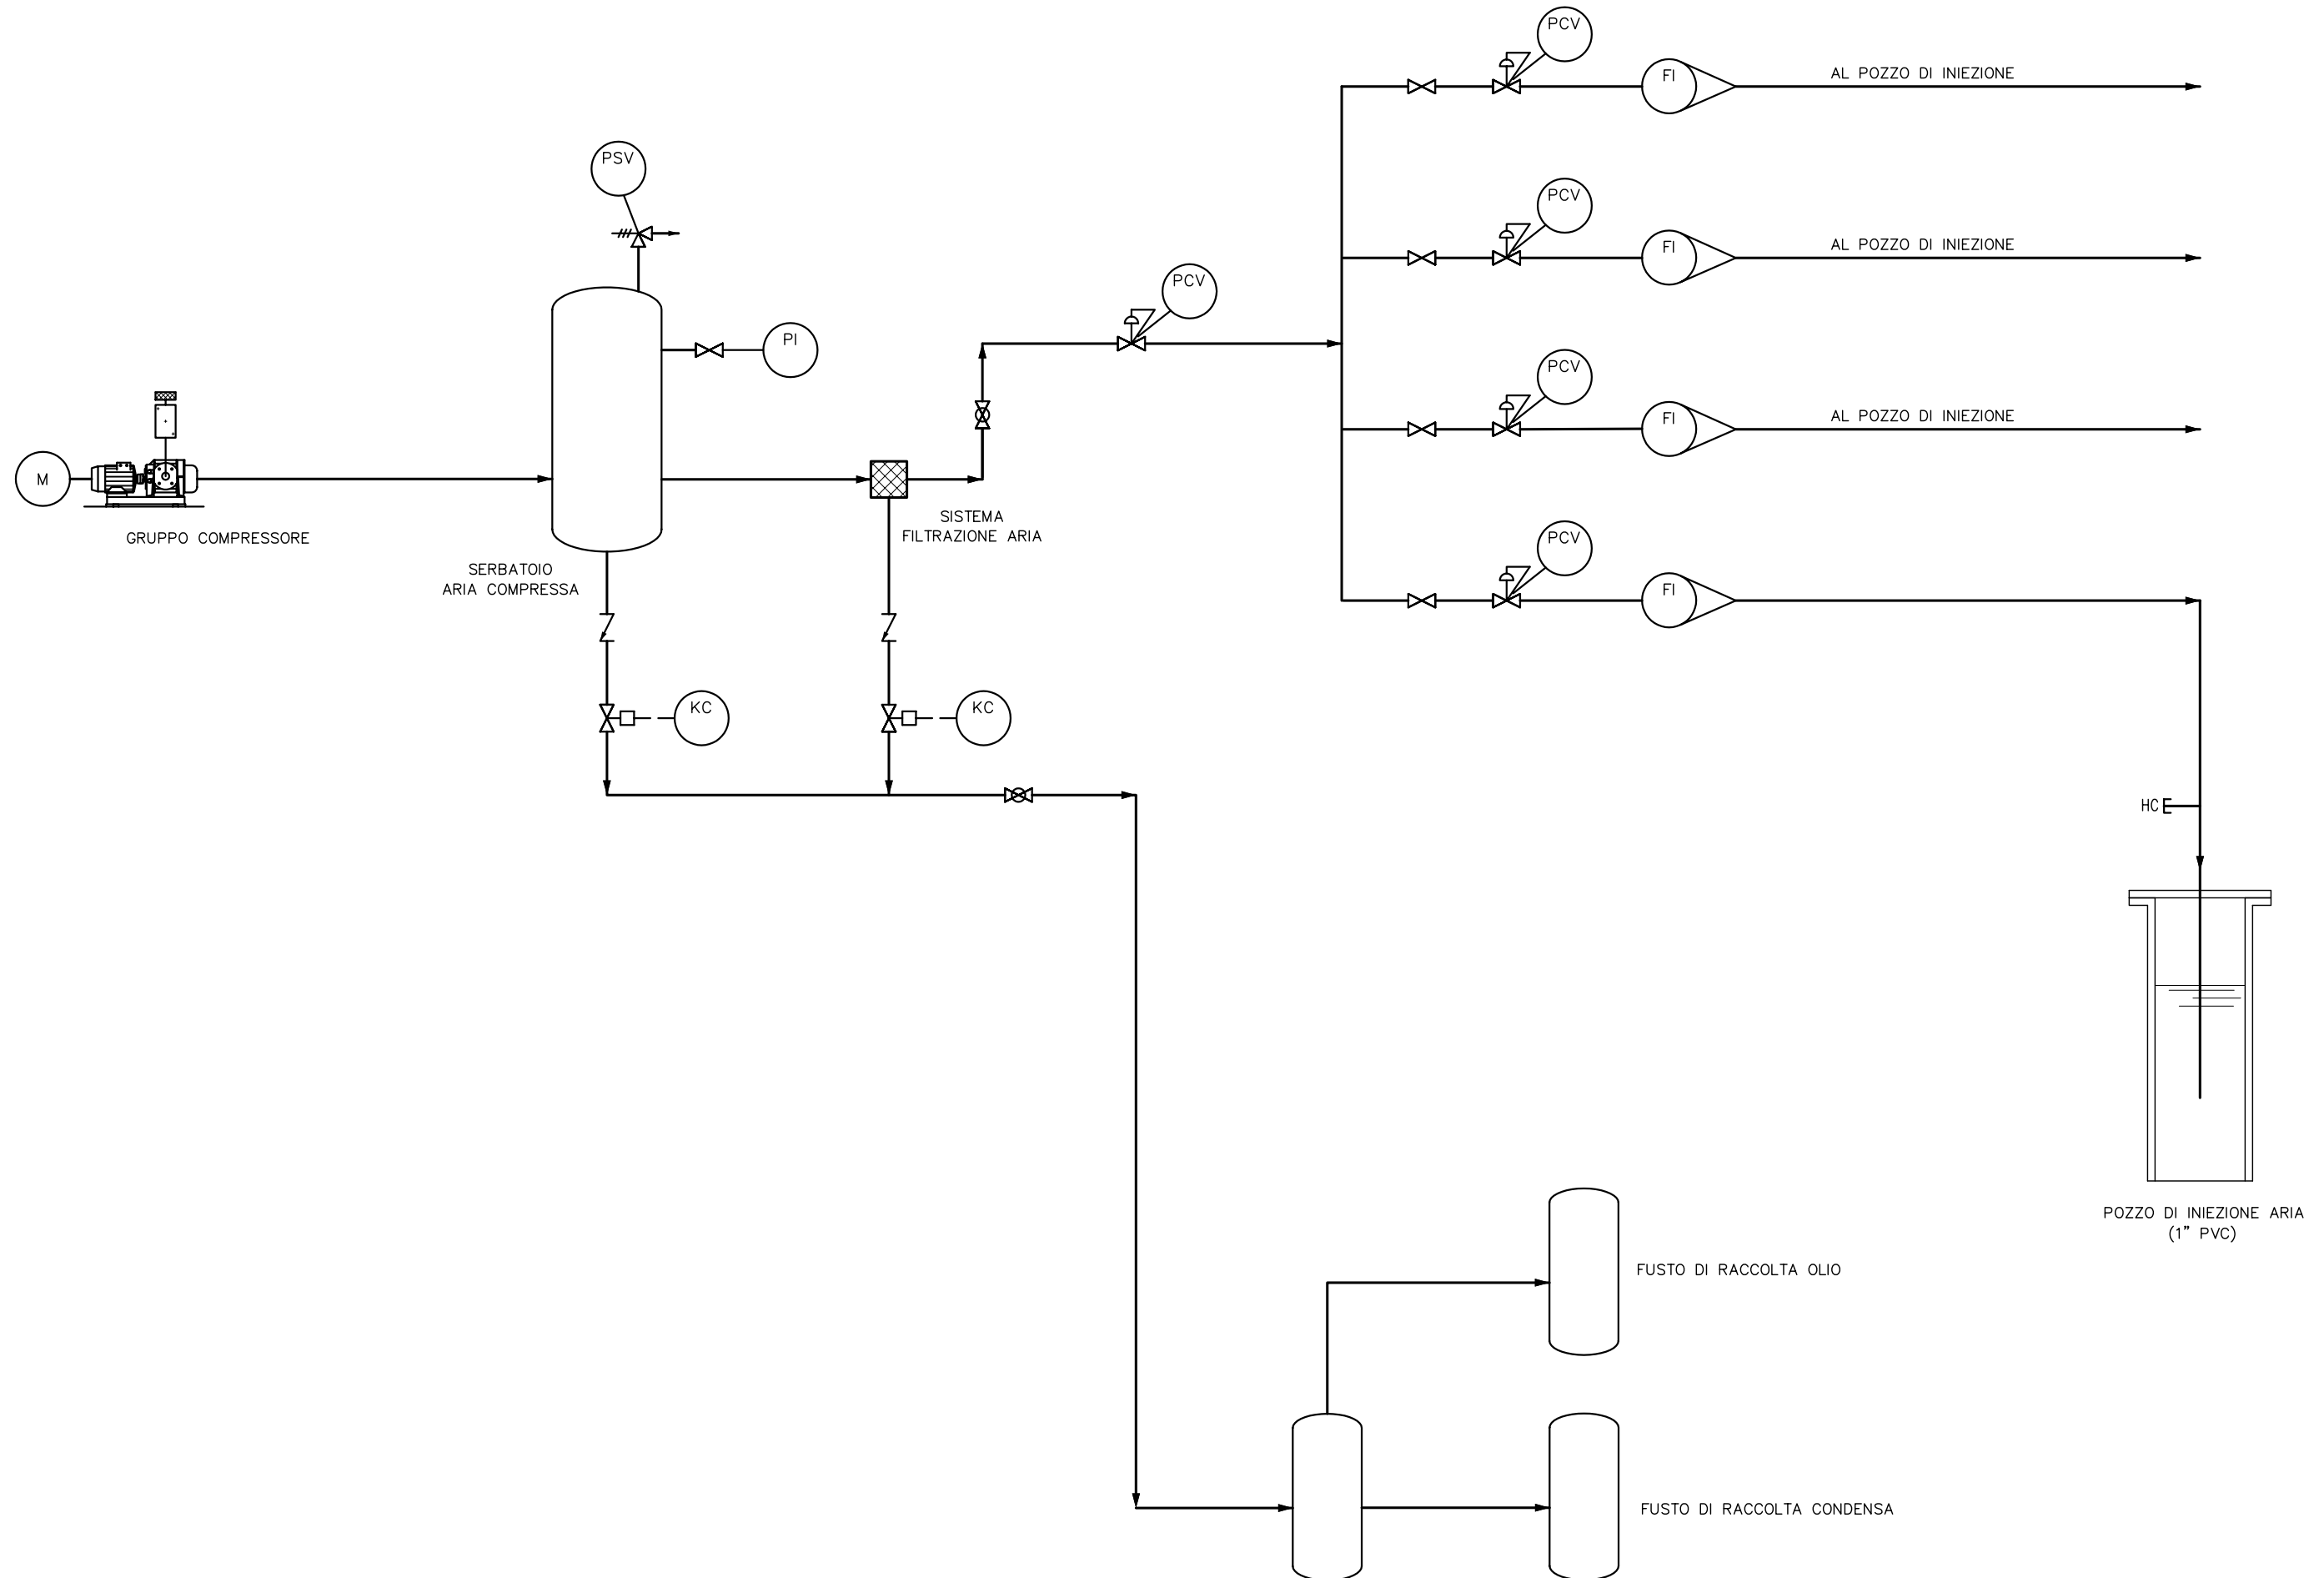 PCV
FI
AL POZZO DI INIEZIONE
PSV
PCV
FI
AL POZZO DI INIEZIONE
PCV
PI
PCV
FI
AL POZZO DI INIEZIONE
M
GRUPPO COMPRESSORE
SISTEMA
FILTRAZIONE ARIA
PCV
FI
SERBATOIO
ARIA COMPRESSA
KC
KC
HC
POZZO DI INIEZIONE ARIA
(1" PVC)
FUSTO DI RACCOLTA OLIO
FUSTO DI RACCOLTA CONDENSA